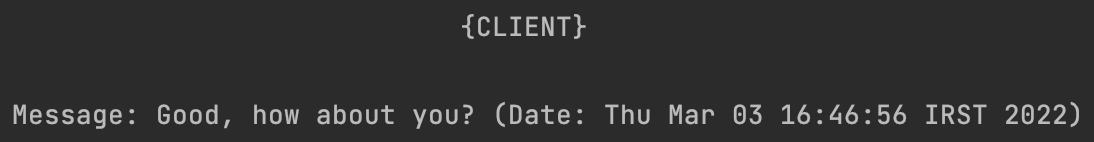 {CLIENT}
Message: Good, how about you? (Date: Thu Mar 03 16:46:56 IRST 2022)